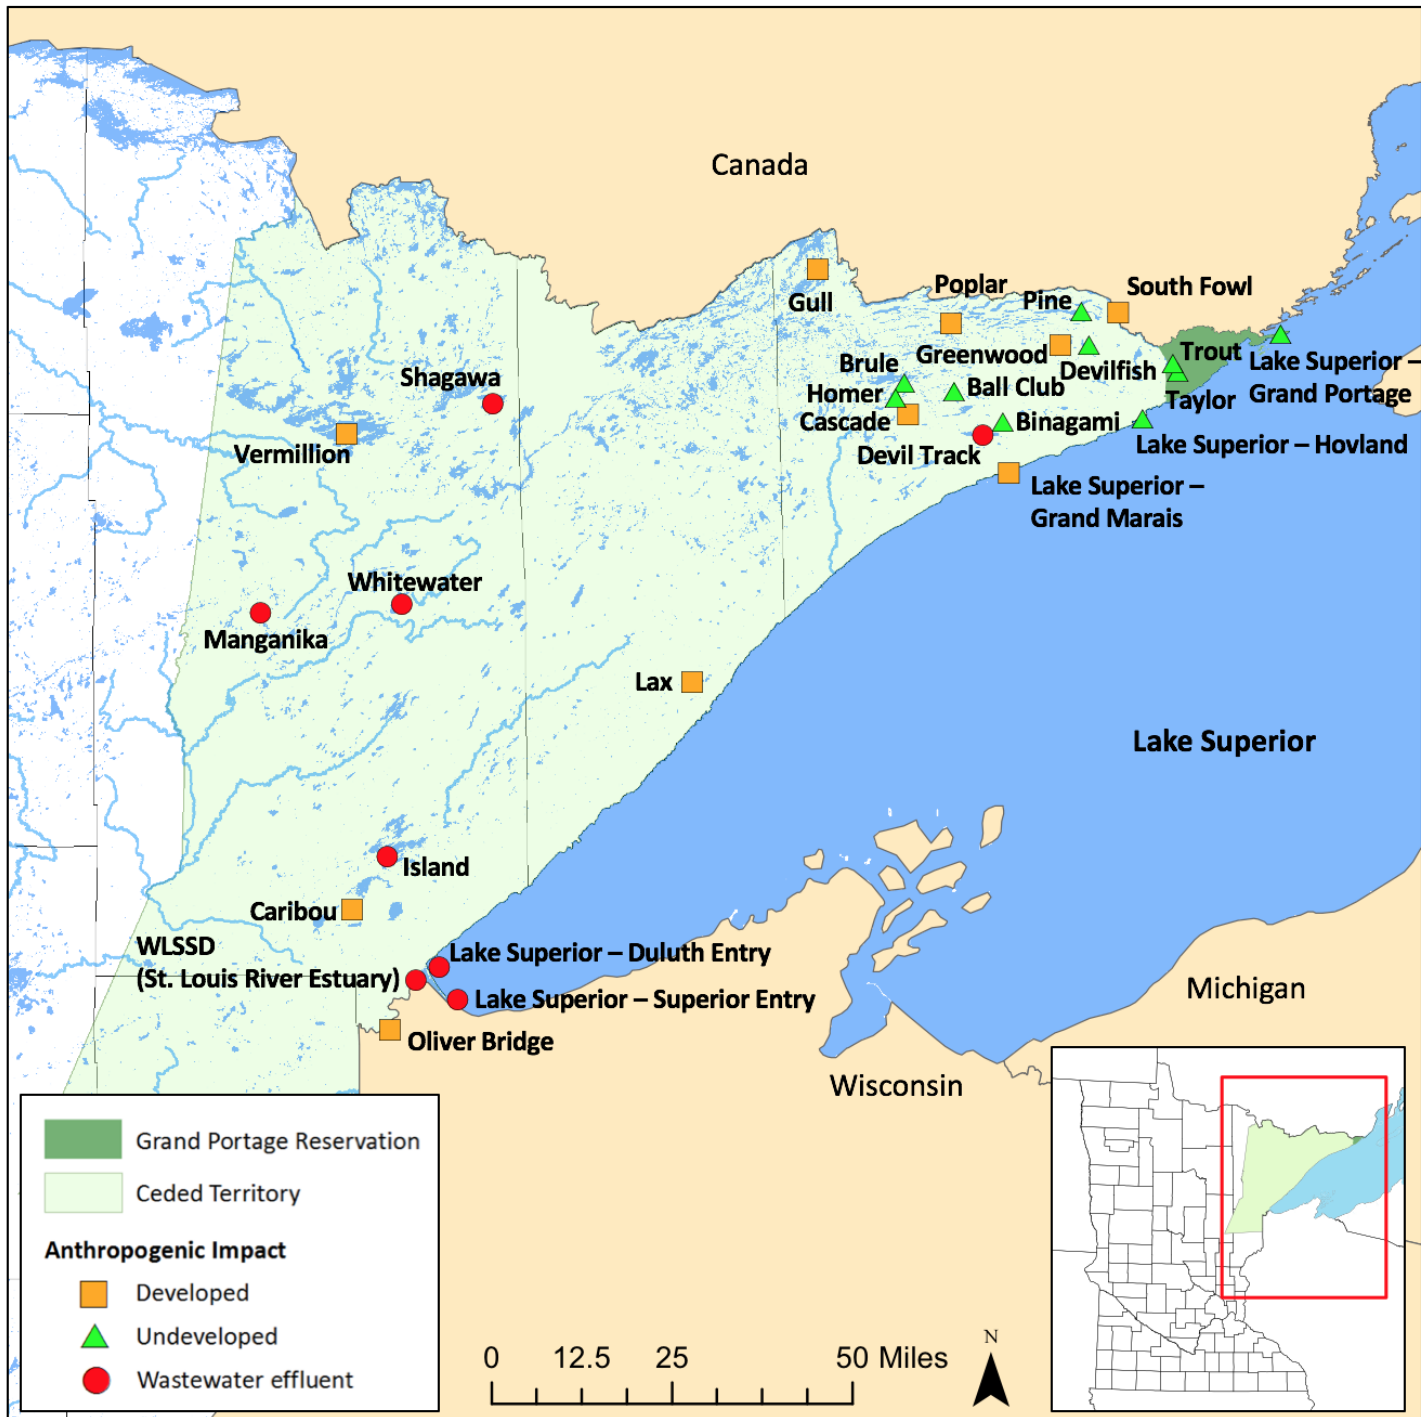 Canada
Gull
Poplar
Pine
South Fowl
Greenwood
Devilfish
Trout
Lake Superior –
Grand Portage
Brule
Homer
Ball Club
Taylor
Cascade
Binagami
Lake Superior – Hovland
Devil Track
Lake Superior –
Grand Marais
Shagawa
Vermillion
Whitewater
Manganika
Lax
Lake Superior
Island
Caribou
WLSSD
(St. Louis River Estuary)
Lake Superior – Duluth Entry
Lake Superior – Superior Entry
Oliver Bridge
Michigan
Wisconsin
Grand Portage Reservation
Ceded Territory
Anthropogenic Impact
Developed
Undeveloped
Wastewater effluent
0 12.5 25 50 Miles
N